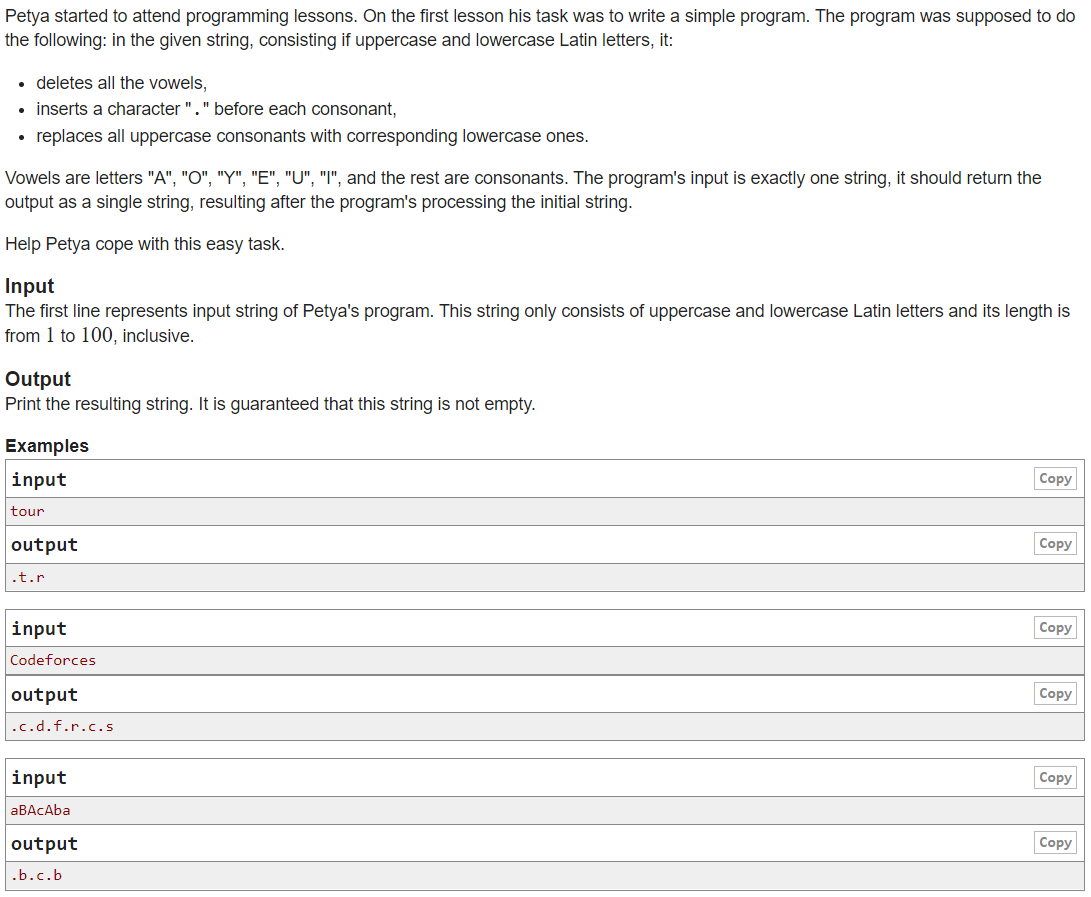 Petya started to attend programming lessons. On the first lesson his task was to write a simple program. The program was supposed to do
the following: in the given string, consisting if uppercase and lowercase Latin letters, it:
• deletes all the vowels,
• inserts a character "." before each consonant,
• replaces all uppercase consonants with corresponding lowercase ones.
Vowels are letters "A", "O", "Y", "E", "U", "I", and the rest are consonants. The program's input is exactly one string, it should return the
output as a single string, resulting after the program's processing the initial string.
Help Petya cope with this easy task.
Input
The first line represents input string of Petya's program. This string only consists of uppercase and lowercase Latin letters and its length is
from 1 to 100, inclusive.
Output
Print the resulting string. It is guaranteed that this string is not empty.
Examples
input Copy
tour
output Copy
.t.r
input Copy
Codeforces
output Copy
.c.d.f.r.c.s
input Copy
aBAcAba
output Copy
.b.c.b